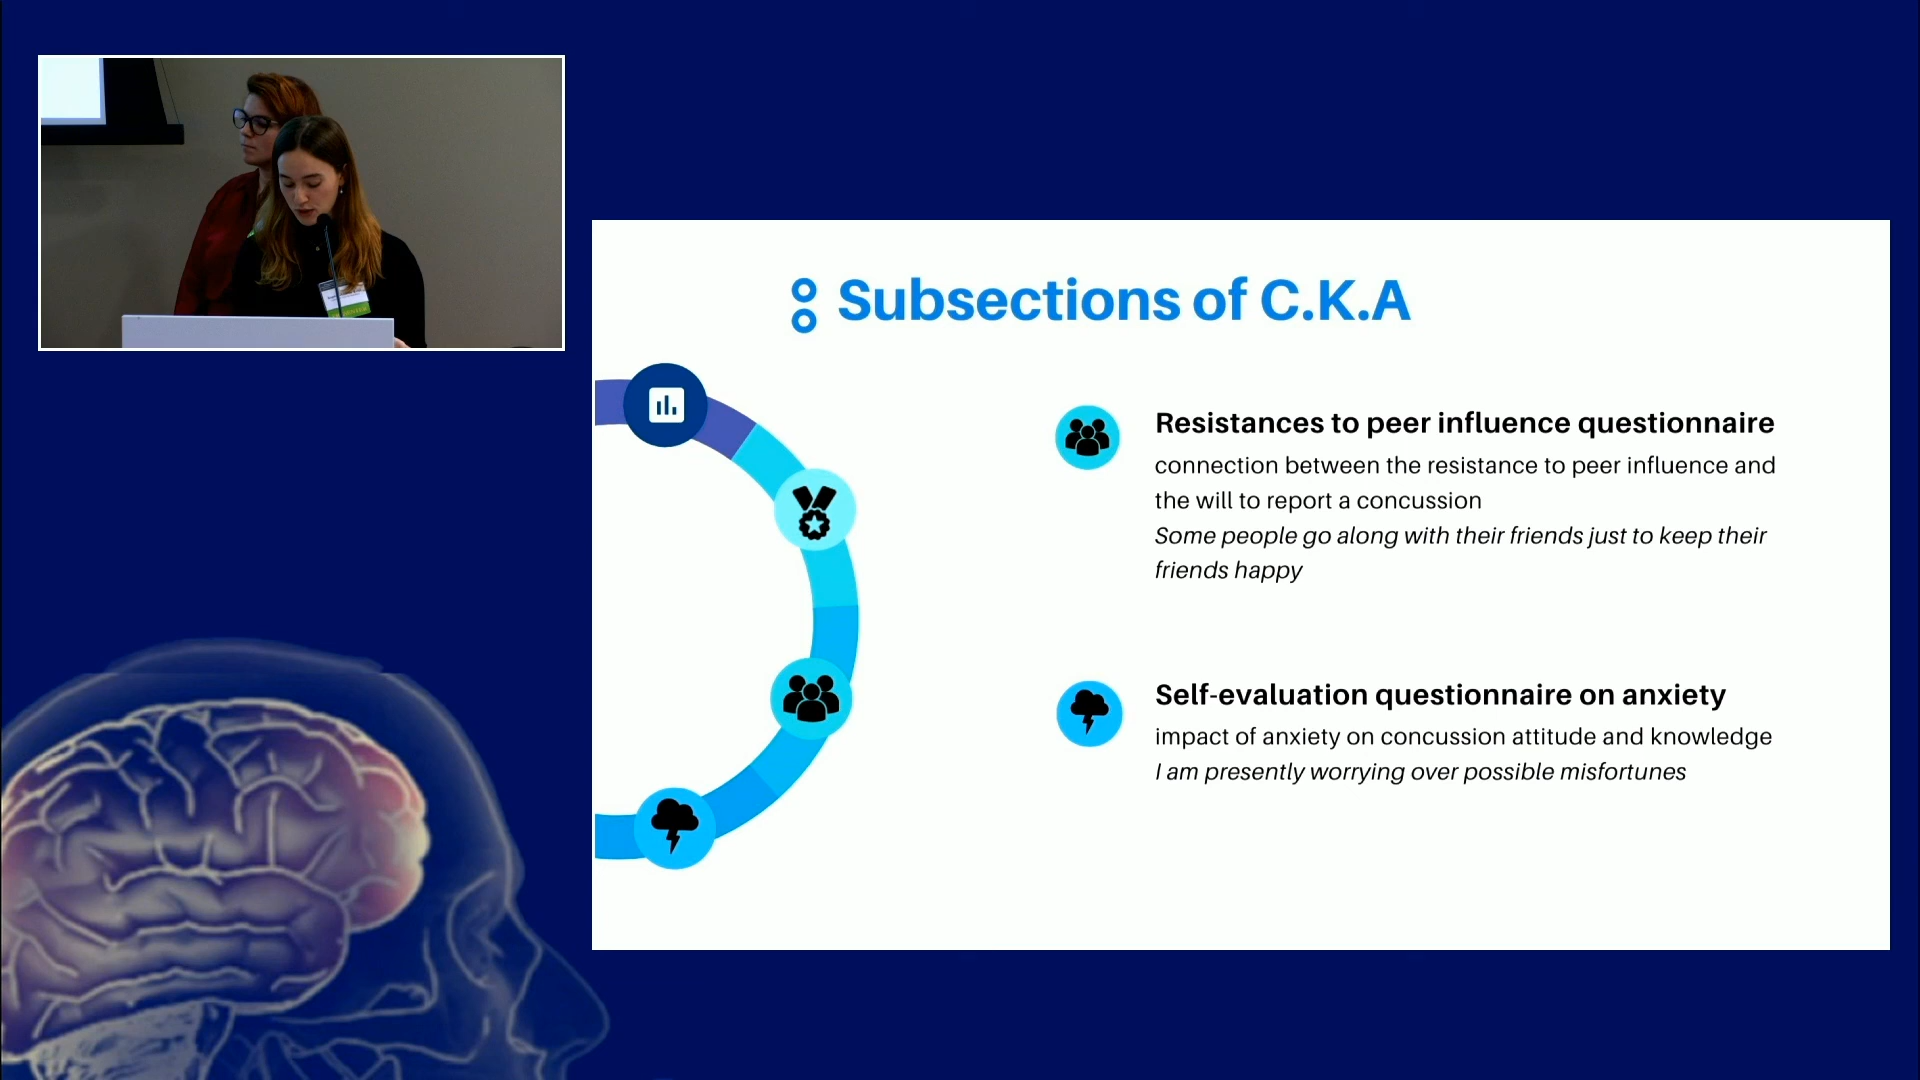 Subsections of C.K.A
Resistances to peer influence questionnaire
connection between the resistance to peer influence and
the will to report a concussion
Some people go along with their friends just to keep their
friends happy
Self-evaluation questionnaire on anxiety
impact of anxiety on concussion attitude and knowledge
I am presently worrying over possible misfortunes